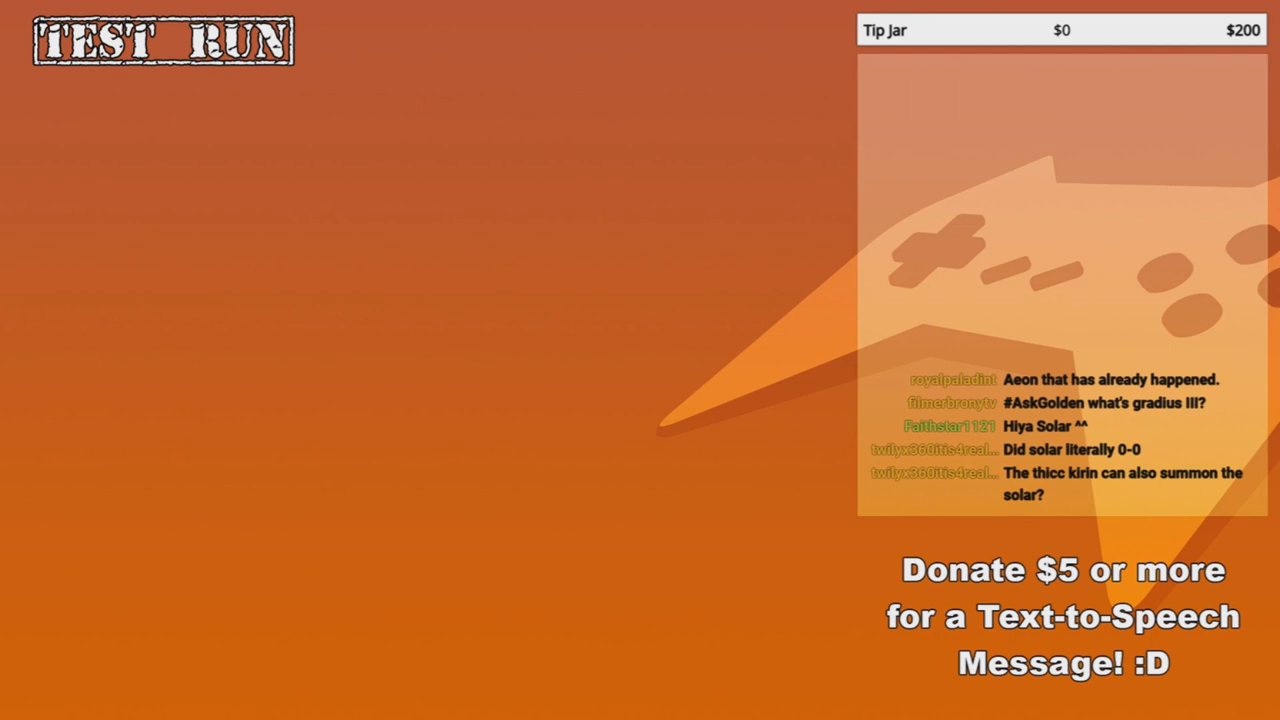 TEST RUN
Tip Jar $0 $200
royalpaladint Aeon that has already happened.
filmerbronytv #AskGolden what's gradius III?
Faithstar1121 Hiya Solar ^^
twilyx360itis4real... Did solar literally 0-0
twilyx360itis4real... The thicc kirin can also summon the
solar?
Donate $5 or more
for a Text-to-Speech
Message! :D